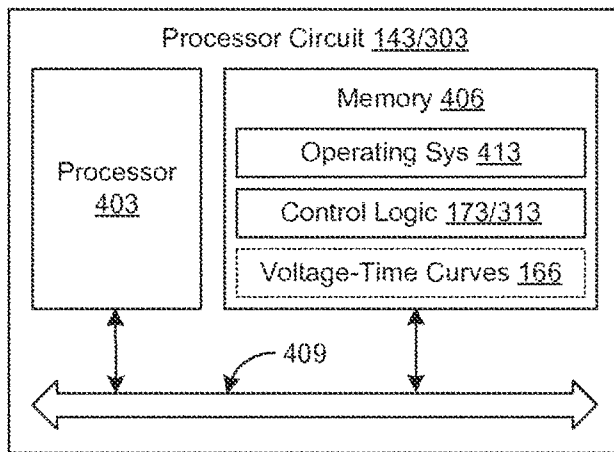 Processor Circuit 143/303
Processor
403
Memory 406
Operating Sys 413
Control Logic 173/313
Voltage-Time Curves 166
409